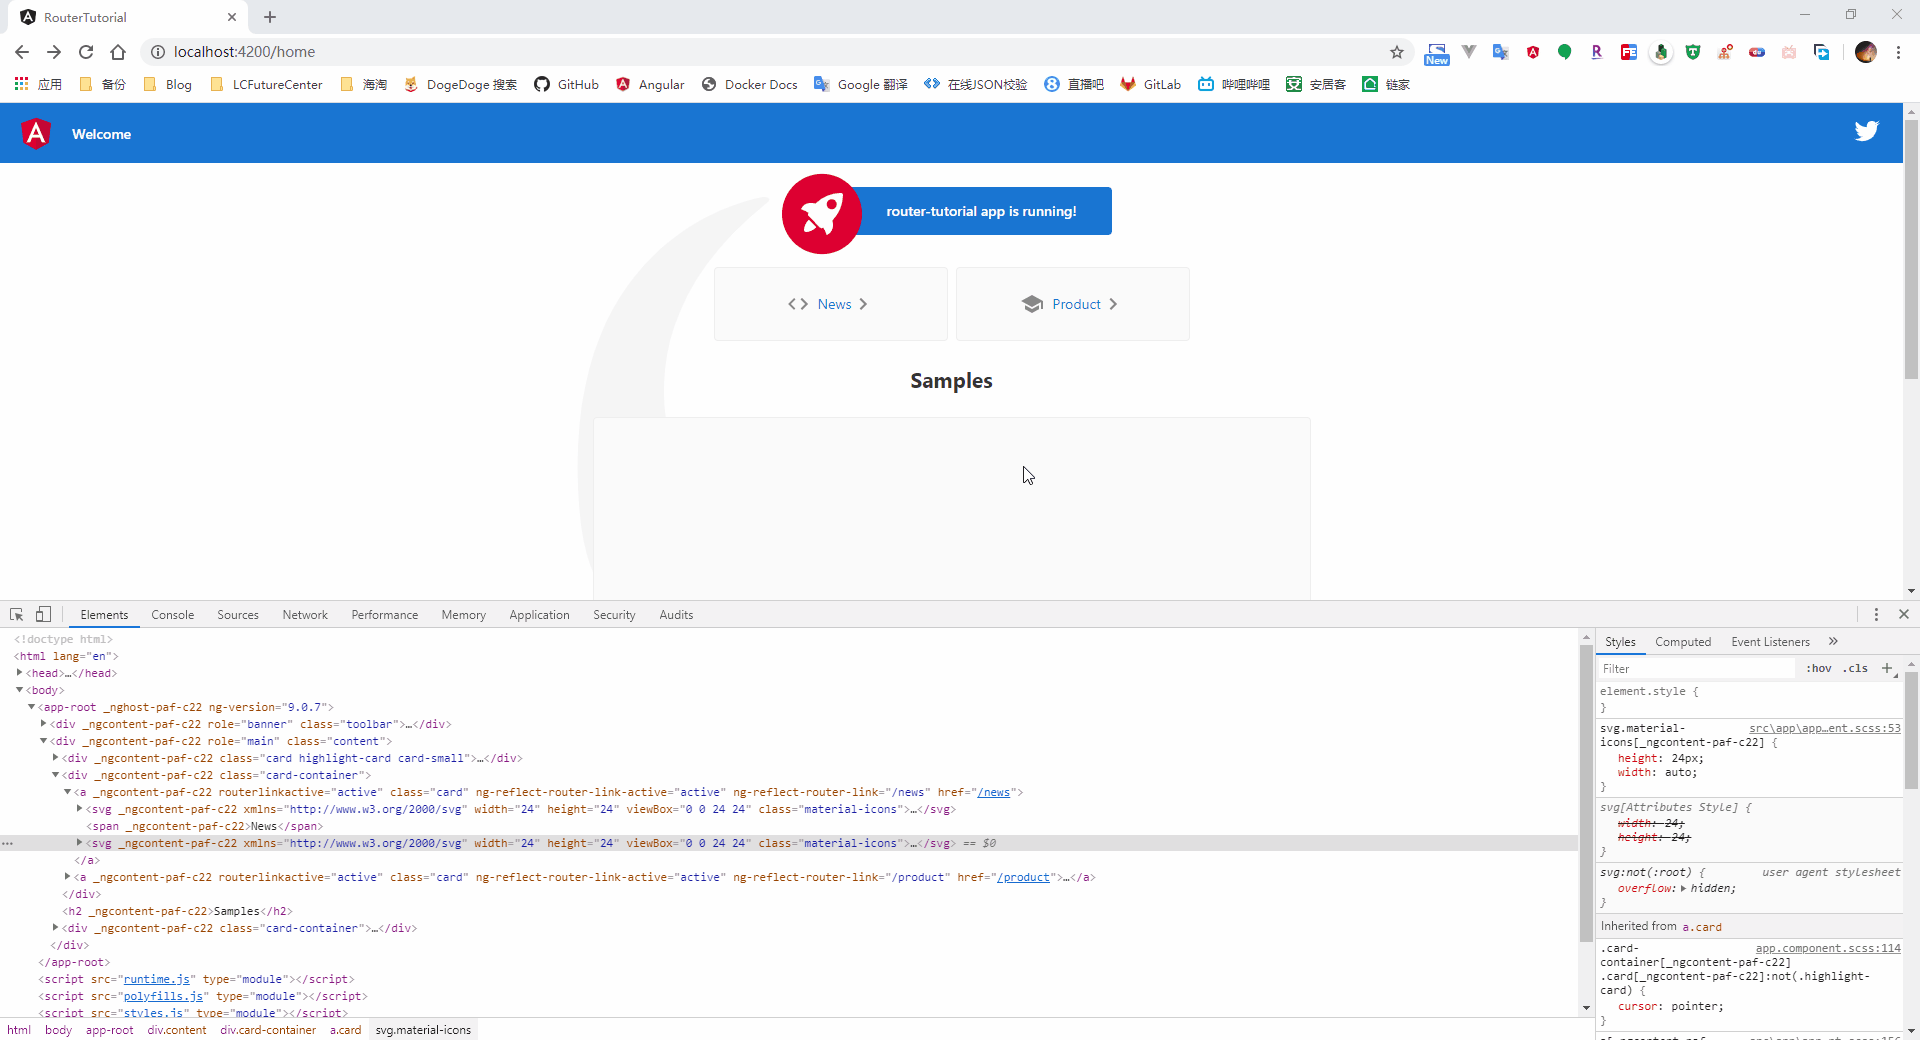 RouterTutorial
localhost:4200/home
New
应用 备份 Blog LCFutureCenter 海淘 DogeDoge 搜索 GitHub Angular Docker Docs Google 翻译 在线JSON校验 直播吧 GitLab 哔哩哔哩 安居客 链家
Welcome
router-tutorial app is running!
News Product
Samples
Elements Console Sources Network Performance Memory Application Security Audits
<!doctype html>
<html lang="en">
<head>…</head>
<body>
<app-root _nghost-paf-c22 ng-version="9.0.7">
<div _ngcontent-paf-c22 role="banner" class="toolbar">…</div>
<div _ngcontent-paf-c22 role="main" class="content">
<div _ngcontent-paf-c22 class="card highlight-card card-small">…</div>
<div _ngcontent-paf-c22 class="card-container">
<a _ngcontent-paf-c22 routerlinkactive="active" class="card" ng-reflect-router-link-active="active" ng-reflect-router-link="/news" href="/news">
<svg _ngcontent-paf-c22 xmlns="http://www.w3.org/2000/svg" width="24" height="24" viewBox="0 0 24 24" class="material-icons">…</svg>
<span _ngcontent-paf-c22>News</span>
<svg _ngcontent-paf-c22 xmlns="http://www.w3.org/2000/svg" width="24" height="24" viewBox="0 0 24 24" class="material-icons">…</svg> == $0
</a>
<a _ngcontent-paf-c22 routerlinkactive="active" class="card" ng-reflect-router-link-active="active" ng-reflect-router-link="/product" href="/product">…</a>
</div>
<h2 _ngcontent-paf-c22>Samples</h2>
<div _ngcontent-paf-c22 class="card-container">…</div>
</div>
</app-root>
<script src="runtime.js" type="module"></script>
<script src="polyfills.js" type="module"></script>
<script src="styles.js" type="module"></script>
html body app-root div.content div.card-container a.card svg.material-icons
Styles Computed Event Listeners »
Filter :hov .cls +
element.style {
}
svg.material- src\app\app…ent.scss:53
icons[_ngcontent-paf-c22] {
height: 24px;
width: auto;
}
svg[Attributes Style] {
width: 24;
height: 24;
}
svg:not(:root) { user agent stylesheet
overflow: hidden;
}
Inherited from a.card
.card- app.component.scss:114
container[_ngcontent-paf-c22]
.card[_ngcontent-paf-c22]:not(.highlight-
card) {
cursor: pointer;
}